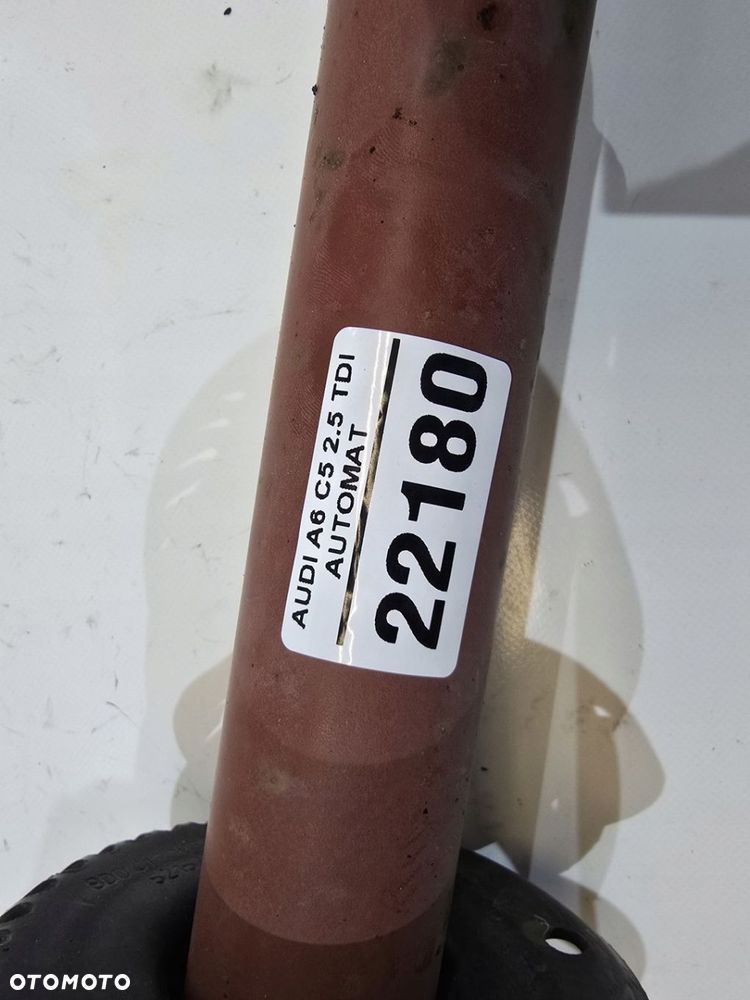 AUDI A6 C5 2.5 TDI
AUTOMAT
22180
OTOMOTO